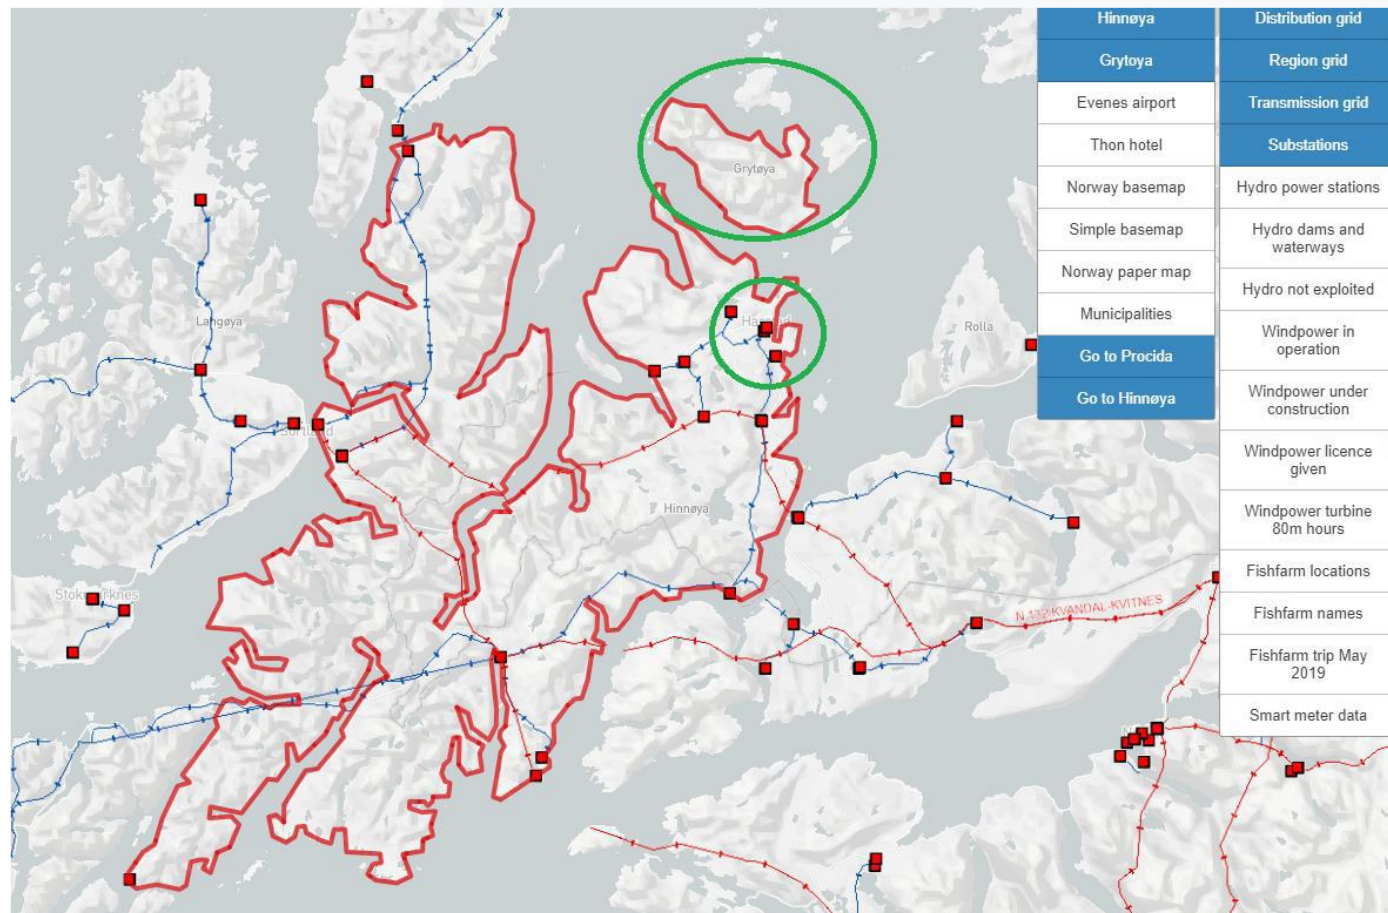 Hinnøya
Grytoya
Evenes airport
Thon hotel
Norway basemap
Simple basemap
Norway paper map
Municipalities
Go to Procida
Go to Hinnøya
Distribution grid
Region grid
Transmission grid
Substations
Hydro power stations
Hydro dams and
waterways
Hydro not exploited
Windpower in
operation
Windpower under
construction
Windpower licence
given
Windpower turbine
80m hours
Fishfarm locations
Fishfarm names
Fishfarm trip May
2019
Smart meter data
Grytøya
Langøya
Rolla
Hinnøya
N 132 KVANDAL-KVITNES